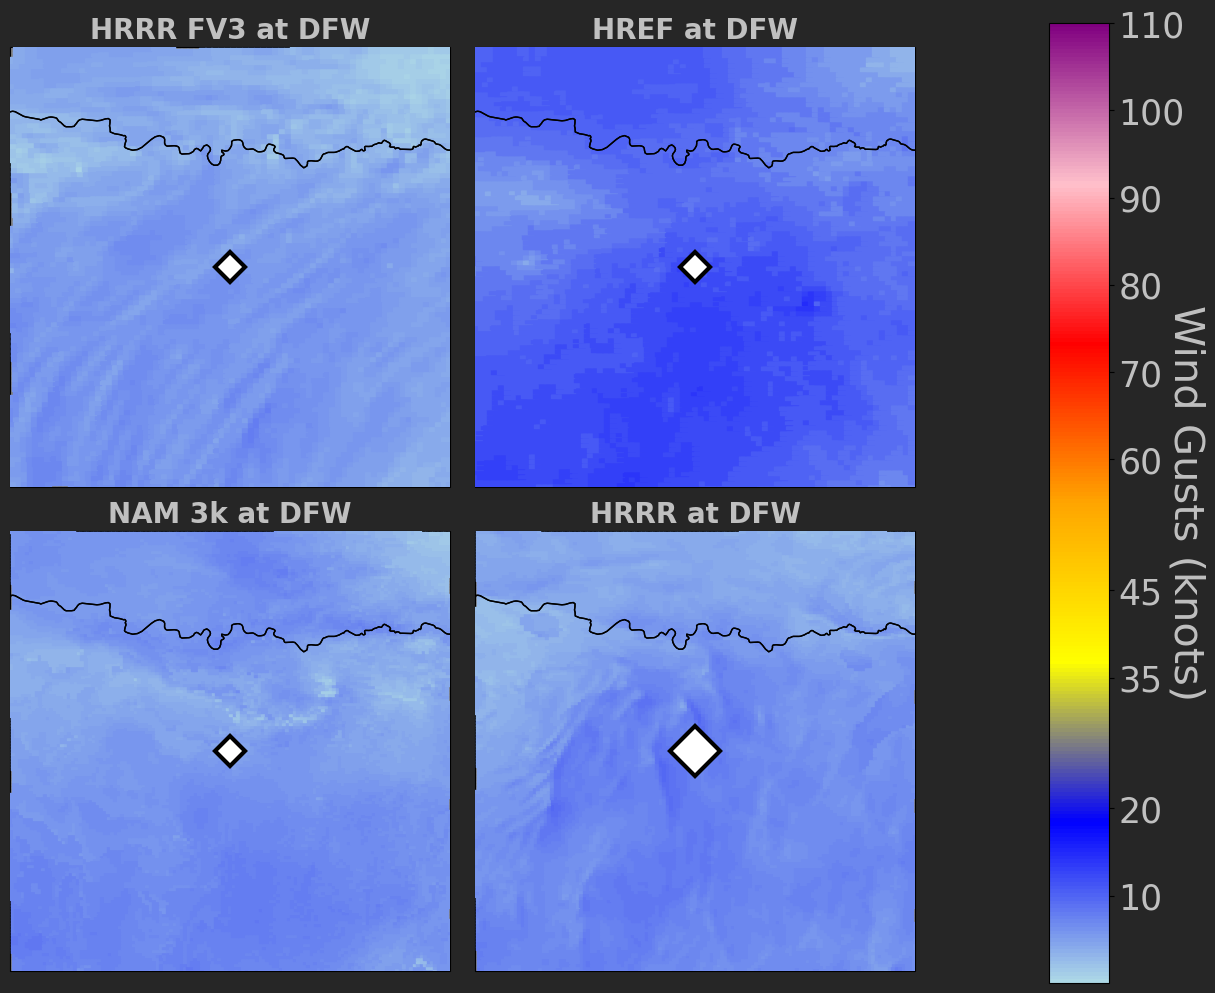 HRRR FV3 at DFW
HREF at DFW
NAM 3k at DFW
HRRR at DFW
110
100
90
80
70
60
45
35
20
10
Wind Gusts (knots)